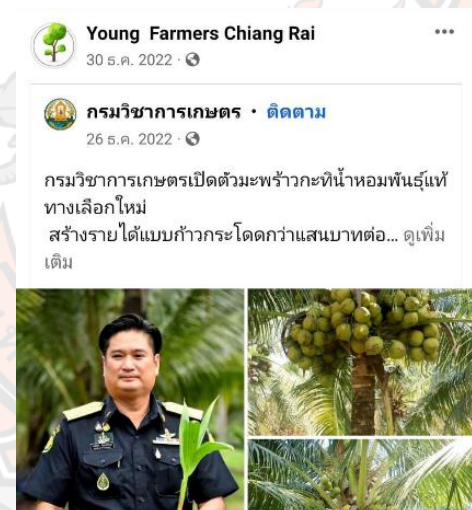 Young Farmers Chiang Rai
30 ธ.ค. 2022 ·
กรมวิชาการเกษตร • ติดตาม
26 ธ.ค. 2022 ·
กรมวิชาการเกษตรเปิดตัวมะพร้าวกะทิน้ำหอมพันธุ์แท้
ทางเลือกใหม่
สร้างรายได้แบบก้าวกระโดดกว่าแสนบาทต่อ... ดูเพิ่ม
เติม